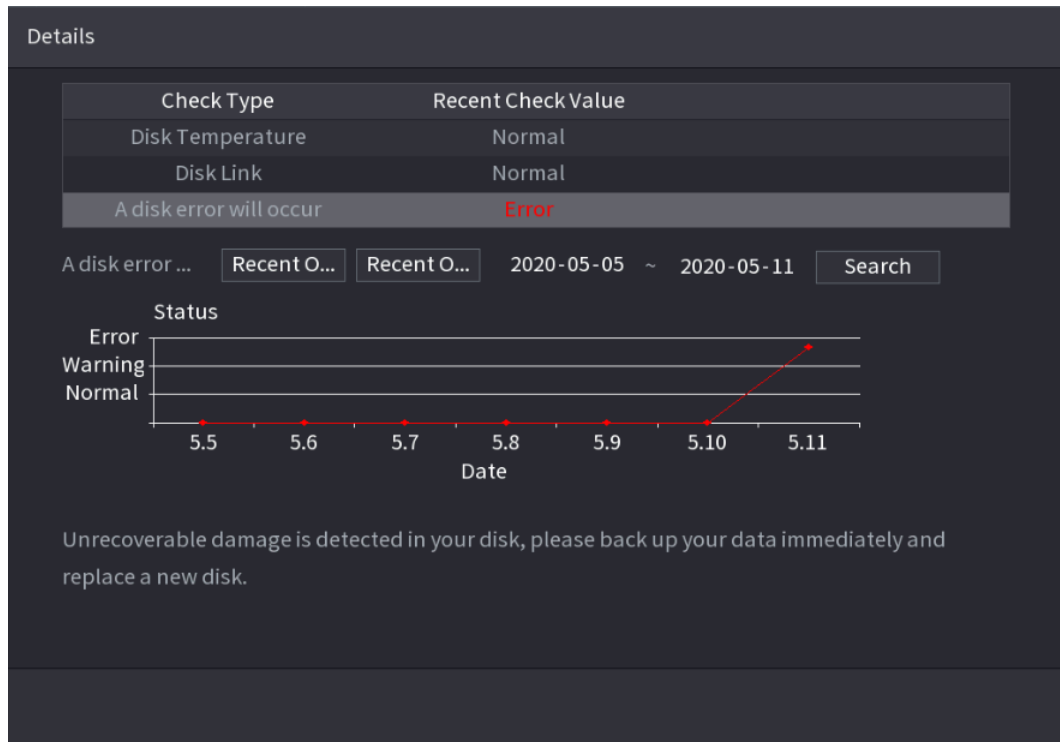 Details
Check Type Recent Check Value
Disk Temperature Normal
Disk Link Normal
A disk error will occur Error
A disk error ... Recent O... Recent O... 2020-05-05 ~ 2020-05-11 Search
Status
Error
Warning
Normal
5.5 5.6 5.7 5.8 5.9 5.10 5.11
Date
Unrecoverable damage is detected in your disk, please back up your data immediately and
replace a new disk.